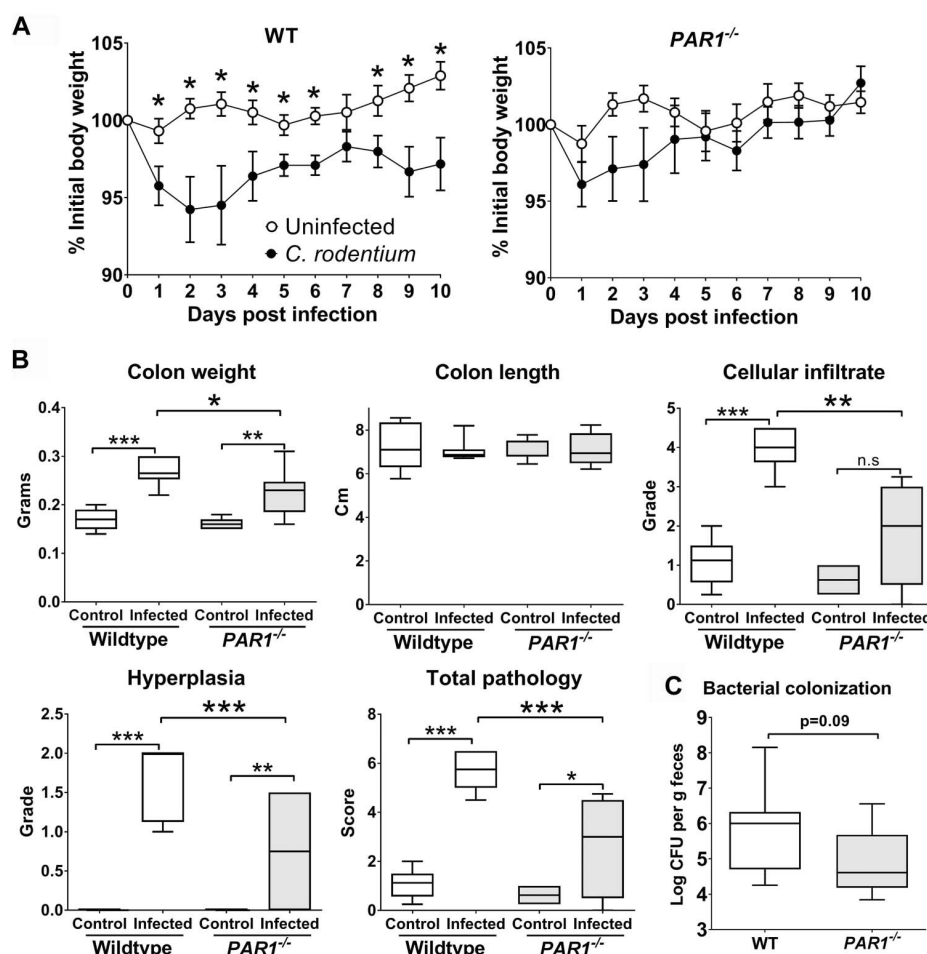 A
WT
PAR1-/-
% Initial body weight
105
100
95
90
* * * * * * * * *
Uninfected
C. rodentium
0 1 2 3 4 5 6 7 8 9 10
Days post infection
% Initial body weight
105
100
95
90
0 1 2 3 4 5 6 7 8 9 10
Days post infection
B
Colon weight
Grams
0.4
0.3
0.2
0.1
0.0
*
***
**
Control Infected Control Infected
Wildtype PAR1-/-
Colon length
Cm
8
6
4
2
0
Control Infected Control Infected
Wildtype PAR1-/-
Cellular infiltrate
Grade
5
4
3
2
1
0
***
**
n.s
Control Infected Control Infected
Wildtype PAR1-/-
Hyperplasia
Grade
2.5
2.0
1.5
1.0
0.5
0.0
***
***
**
Control Infected Control Infected
Wildtype PAR1-/-
Total pathology
Score
8
6
4
2
0
***
***
*
Control Infected Control Infected
Wildtype PAR1-/-
C
Bacterial colonization
Log CFU per g feces
9
8
7
6
5
4
3
p=0.09
WT PAR1-/-